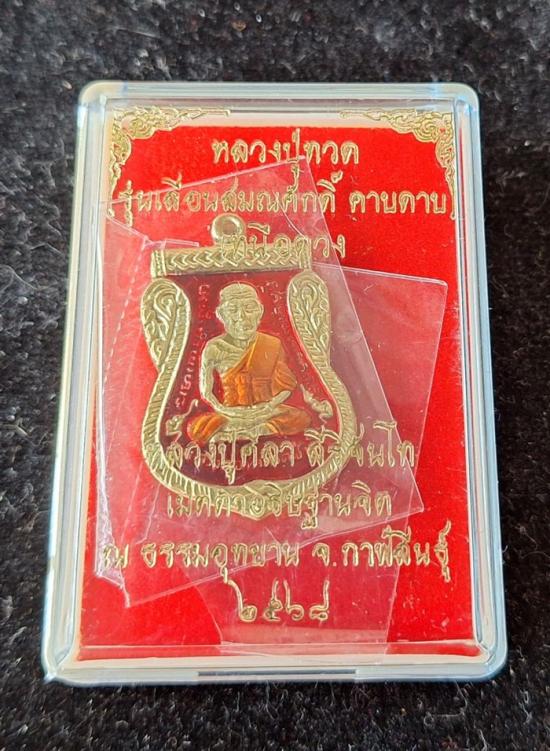 หลวงปู่ทวด
รุ่นเลื่อนสมณศักดิ์ คาบดาบ
เหนือดวง
หลวงปู่ศิลา สิริจันโท
เมตตาอธิษฐานจิต
ณ ธรรมอุทยาน จ.กาฬสินธุ์
๒๕๖๘